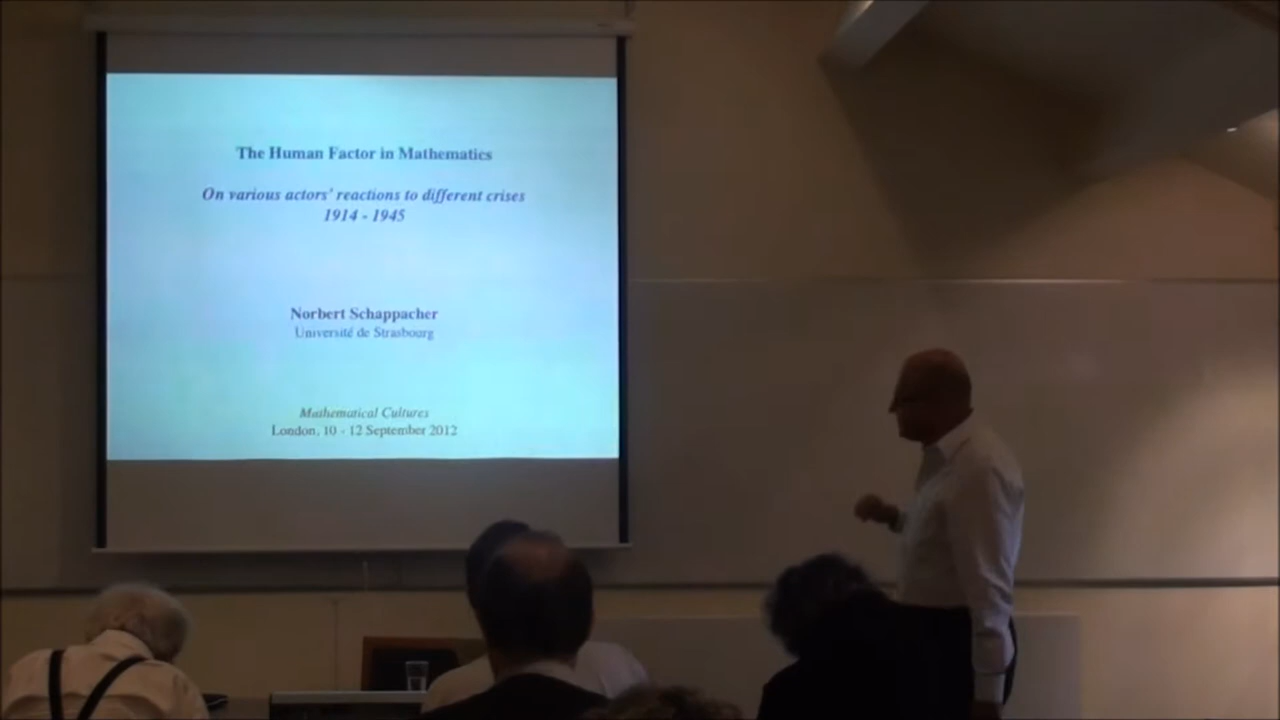 The Human Factor in Mathematics
On various actors' reactions to different crises
1914 - 1945
Norbert Schappacher
Université de Strasbourg
Mathematical Cultures
London, 10 - 12 September 2012